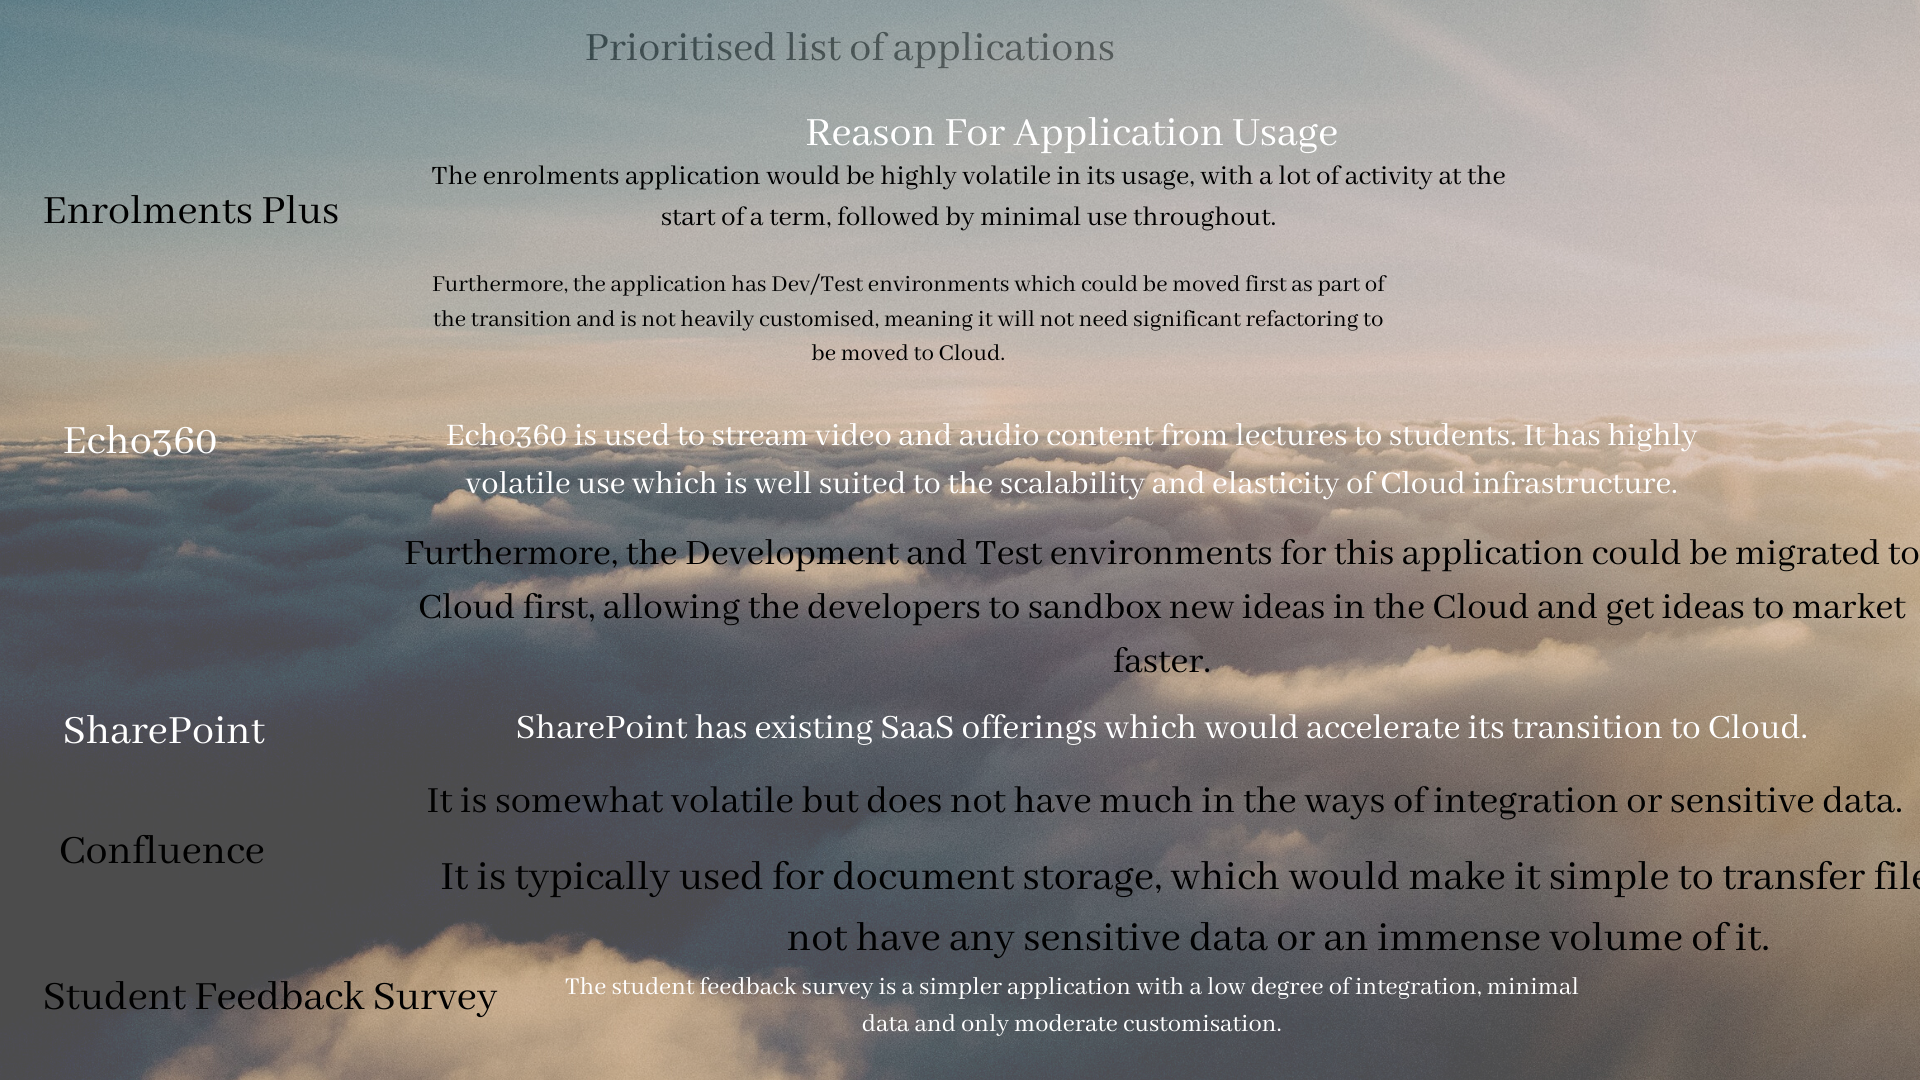 Prioritised list of applications
Reason For Application Usage
Enrolments Plus
The enrolments application would be highly volatile in its usage, with a lot of activity at the
start of a term, followed by minimal use throughout.
Furthermore, the application has Dev/Test environments which could be moved first as part of
the transition and is not heavily customised, meaning it will not need significant refactoring to
be moved to Cloud.
Echo360
Echo360 is used to stream video and audio content from lectures to students. It has highly
volatile use which is well suited to the scalability and elasticity of Cloud infrastructure.
Furthermore, the Development and Test environments for this application could be migrated to
Cloud first, allowing the developers to sandbox new ideas in the Cloud and get ideas to market
faster.
SharePoint
SharePoint has existing SaaS offerings which would accelerate its transition to Cloud.
It is somewhat volatile but does not have much in the ways of integration or sensitive data.
Confluence
It is typically used for document storage, which would make it simple to transfer file
not have any sensitive data or an immense volume of it.
Student Feedback Survey
The student feedback survey is a simpler application with a low degree of integration, minimal
data and only moderate customisation.